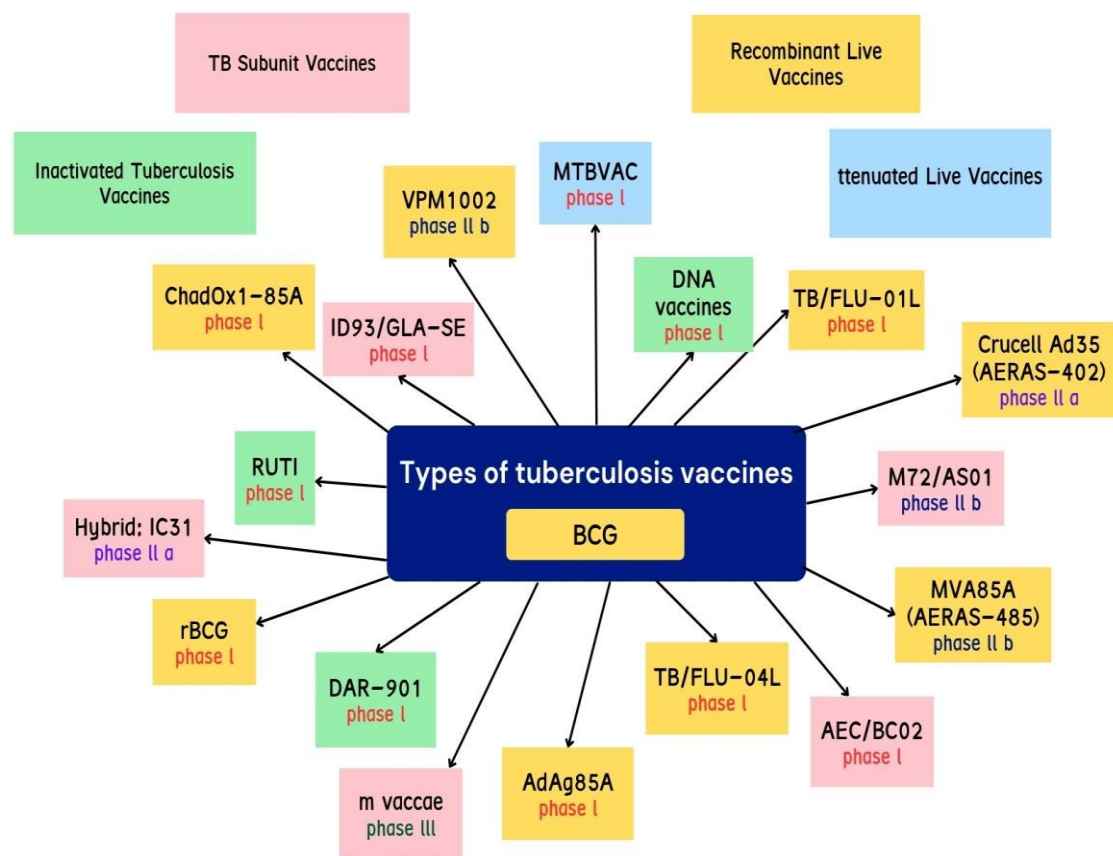 TB Subunit Vaccines
Recombinant Live
Vaccines
Inactivated Tuberculosis
Vaccines
ttenuated Live Vaccines
MTBVAC
phase l
VPM1002
phase ll b
DNA
vaccines
phase l
TB/FLU-01L
phase l
ChadOx1-85A
phase l
ID93/GLA-SE
phase l
Crucell Ad35
(AERAS-402)
phase ll a
Types of tuberculosis vaccines
BCG
RUTI
phase l
M72/AS01
phase ll b
Hybrid: IC31
phase ll a
MVA85A
(AERAS-485)
phase ll b
rBCG
phase l
DAR-901
phase l
TB/FLU-04L
phase l
AEC/BC02
phase l
m vaccae
phase lll
AdAg85A
phase l